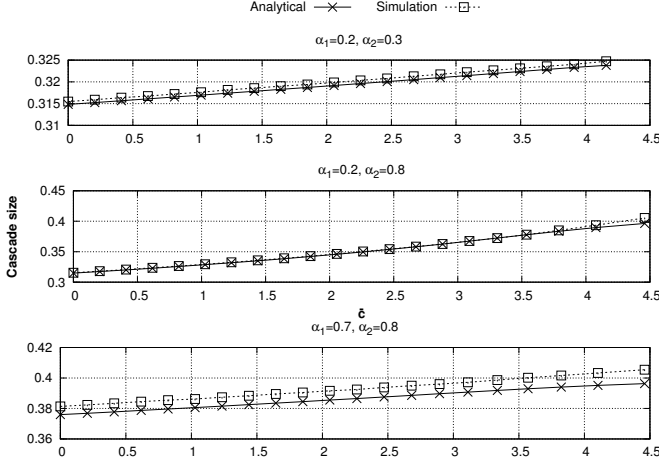 Analytical Simulation
α1=0.2, α2=0.3
0.325
0.32
0.315
0.31
0 0.5 1 1.5 2 2.5 3 3.5 4 4.5
α1=0.2, α2=0.8
Cascade size
0.45
0.4
0.35
0.3
0 0.5 1 1.5 2 2.5 3 3.5 4 4.5
c̄
α1=0.7, α2=0.8
0.42
0.4
0.38
0.36
0 0.5 1 1.5 2 2.5 3 3.5 4 4.5